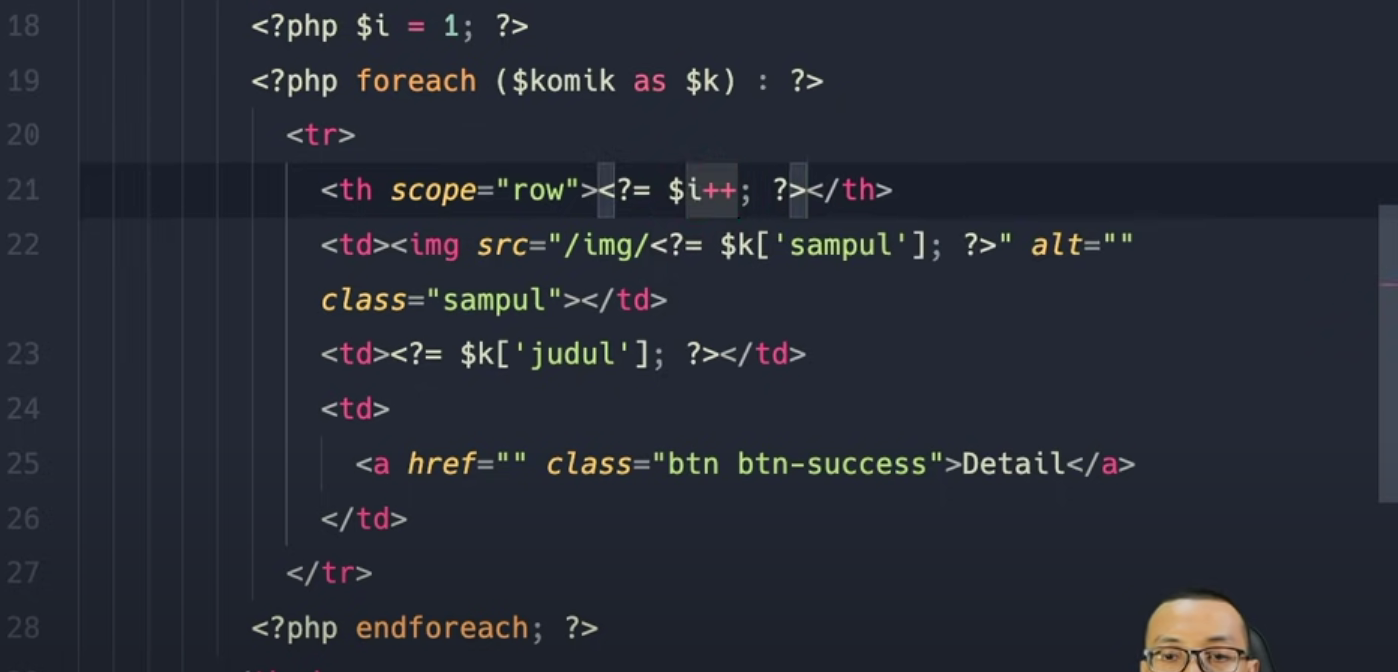 18 <?php $i = 1; ?>
19 <?php foreach ($komik as $k) : ?>
20 <tr>
21 <th scope="row"><?= $i++; ?></th>
22 <td><img src="/img/<?= $k['sampul']; ?>" alt=""
class="sampul"></td>
23 <td><?= $k['judul']; ?></td>
24 <td>
25 <a href="" class="btn btn-success">Detail</a>
26 </td>
27 </tr>
28 <?php endforeach; ?>